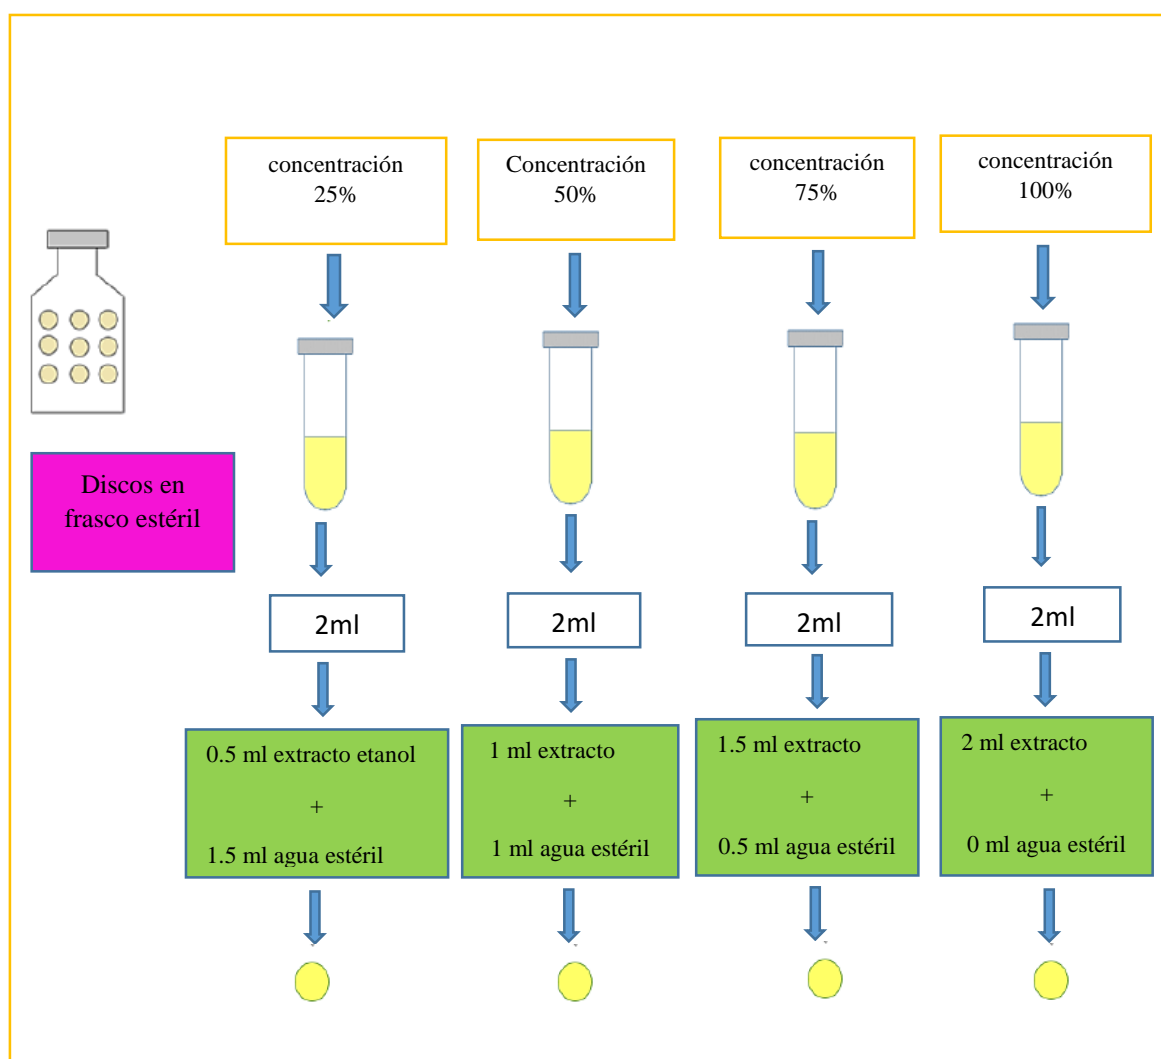 concentración
25%
Concentración
50%
concentración
75%
concentración
100%
Discos en
frasco estéril
2ml
2ml
2ml
2ml
0.5 ml extracto etanol
+
1.5 ml agua estéril
1 ml extracto
+
1 ml agua estéril
1.5 ml extracto
+
0.5 ml agua estéril
2 ml extracto
+
0 ml agua estéril